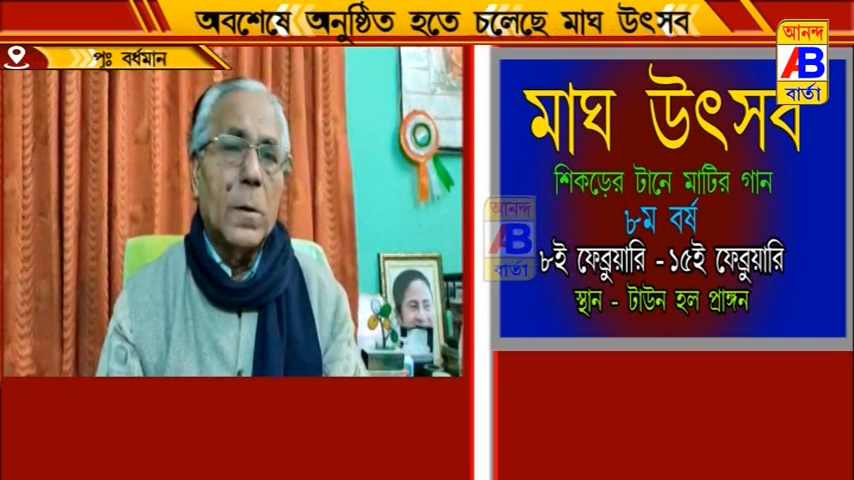 অবশেষে অনুষ্ঠিত হতে চলেছে মাঘ উৎসব
আনন্দ
AB
বার্তা
পূঃ বর্ধমান
মাঘ উৎসব
শিকড়ের টানে মাটির গান
৮ম বর্ষ
৮ই ফেব্রুয়ারি - ১৫ই ফেব্রুয়ারি
স্থান - টাউন হল প্রাঙ্গন
আনন্দ
AB
বার্তা